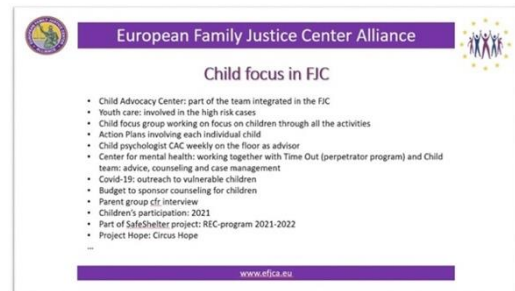 European Family Justice Center Alliance
Child focus in FJC
• Child Advocacy Center: part of the team integrated in the FJC
• Youth care: involved in the high risk cases
• Child focus group working on focus on children through all the activities
• Action Plans involving each individual child
• Child psychologist CAC weekly on the floor as advisor
• Center for mental health: working together with Time Out (perpetrator program) and Child
team: advice, counseling and case management
• Covid-19: outreach to vulnerable children
• Budget to sponsor counseling for children
• Parent group cfr interview
• Children's participation: 2021
• Part of SafeShelter project: REC-program 2021-2022
• Project Hope: Circus Hope
...
www.efjca.eu